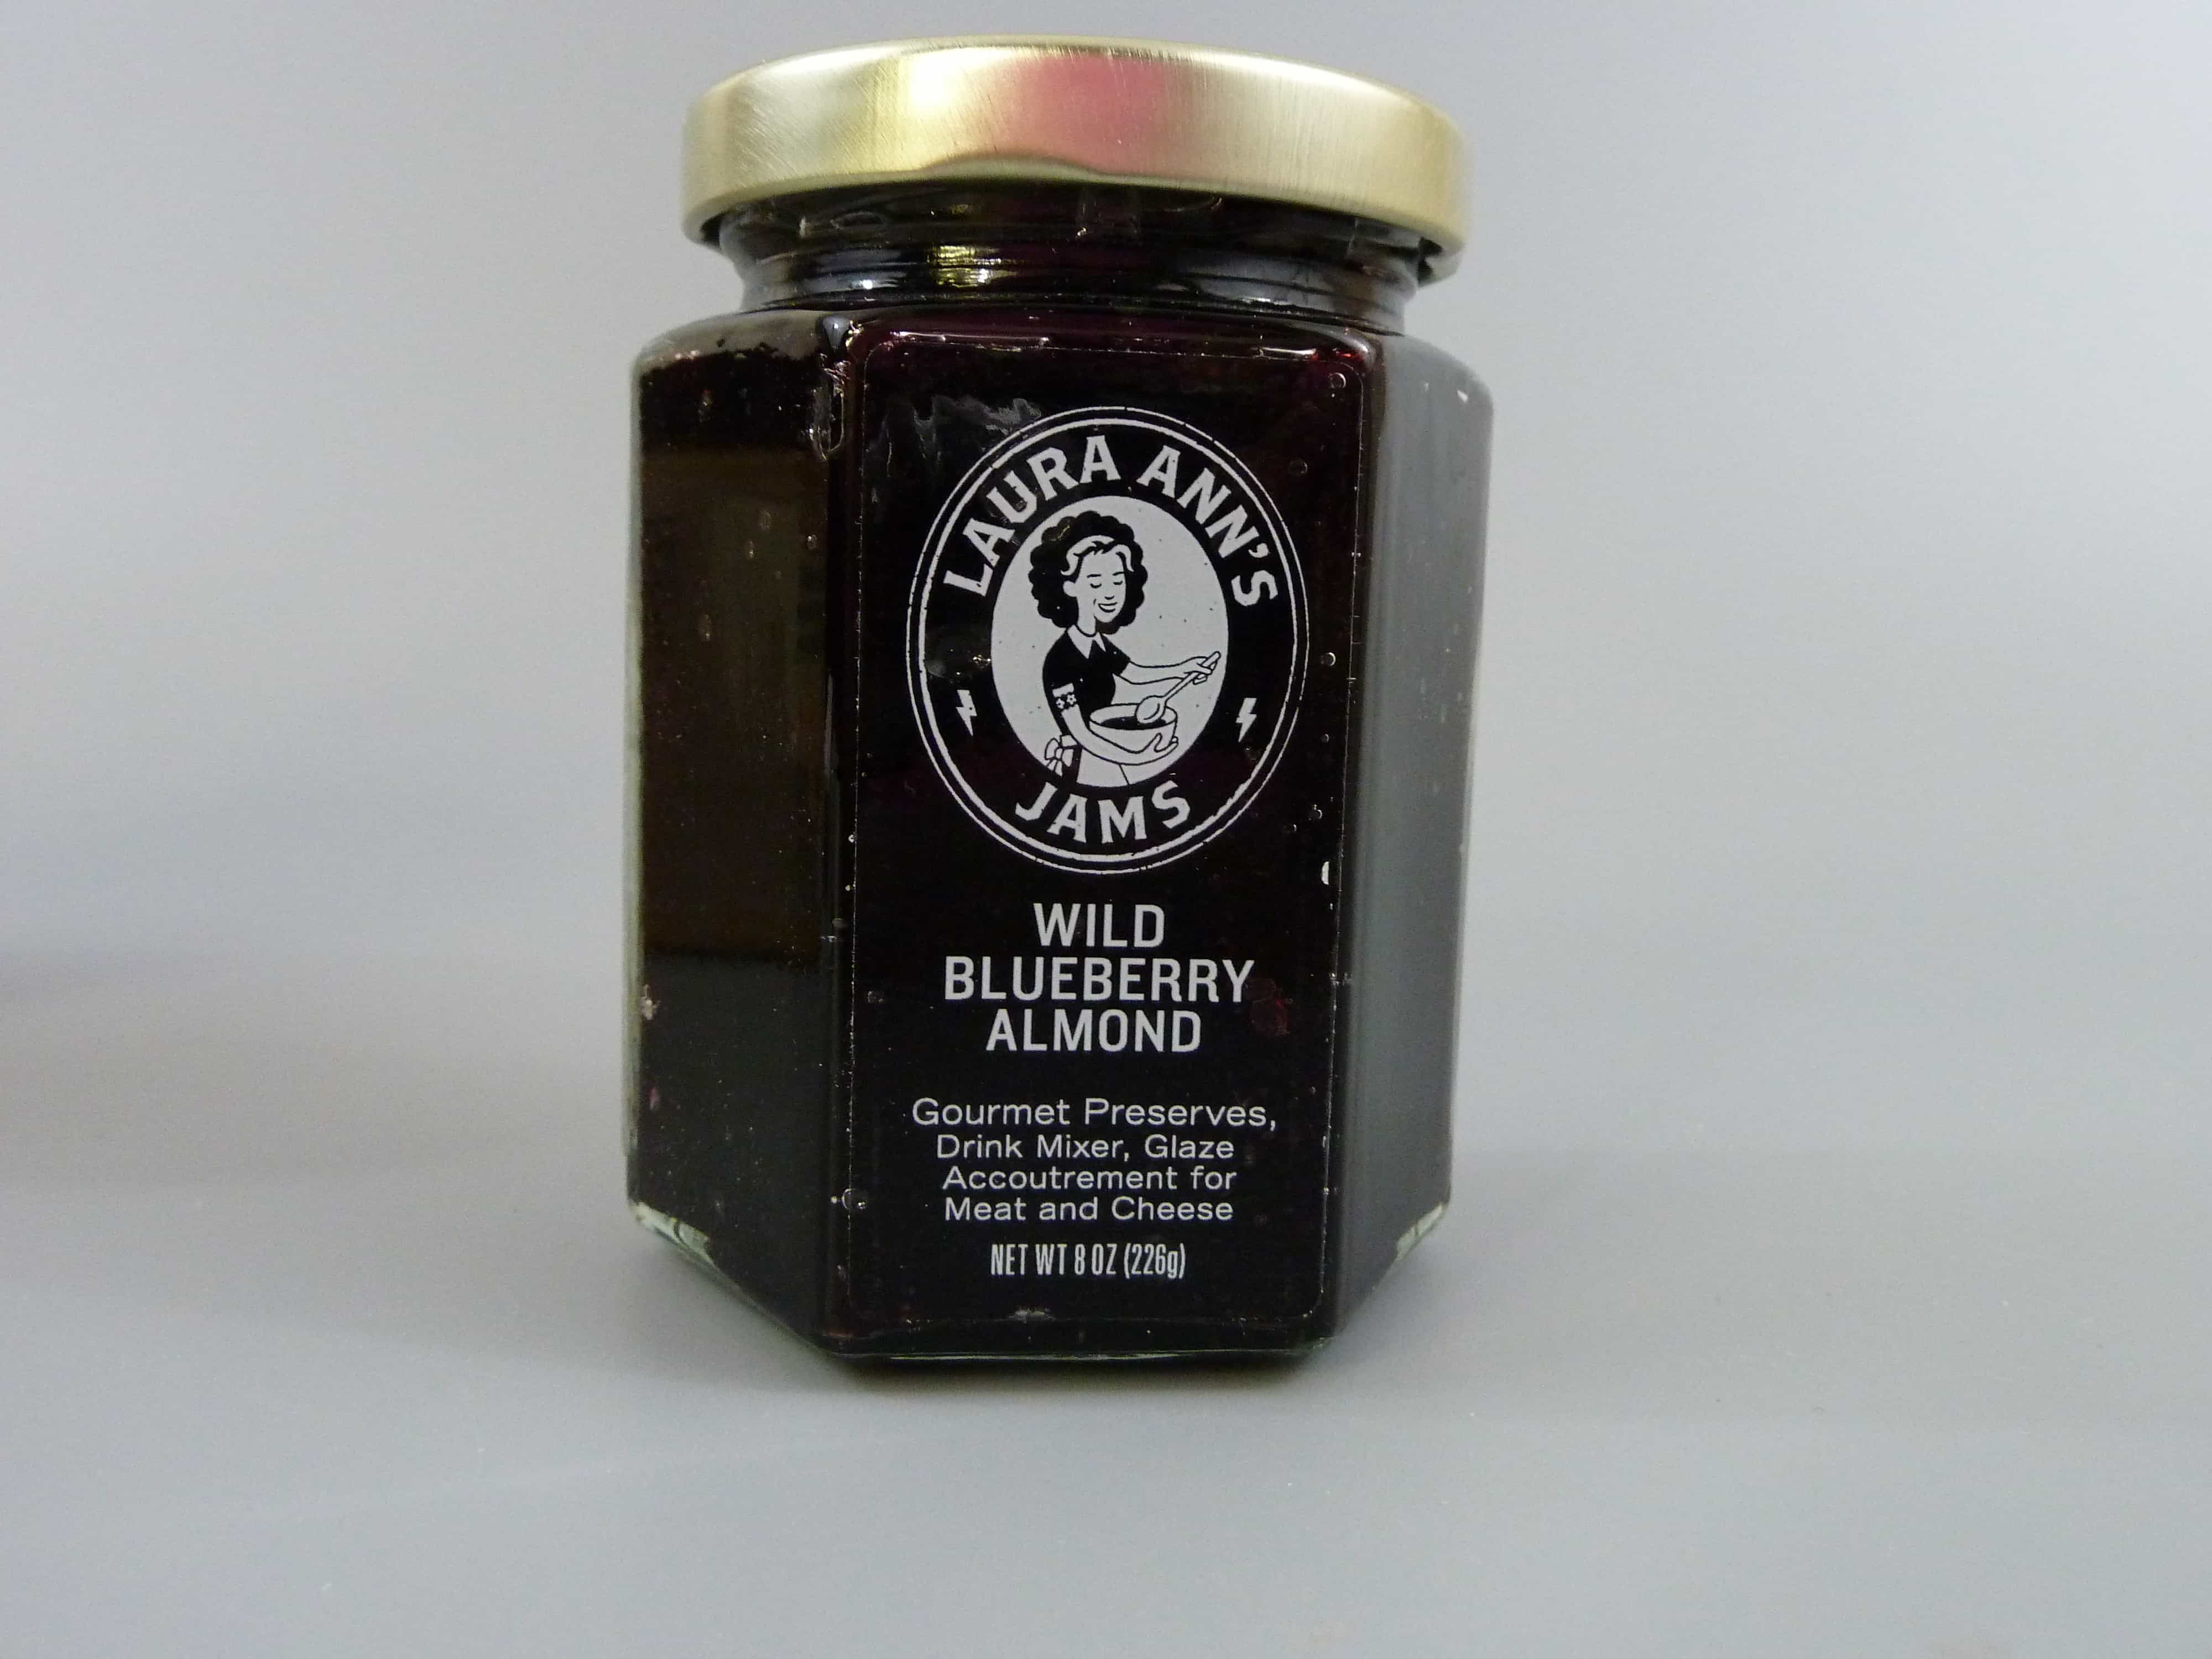 LAURA ANN'S
JAMS
WILD
BLUEBERRY
ALMOND
Gourmet Preserves,
Drink Mixer, Glaze
Accoutrement for
Meat and Cheese
NET WT 8 OZ (226g)